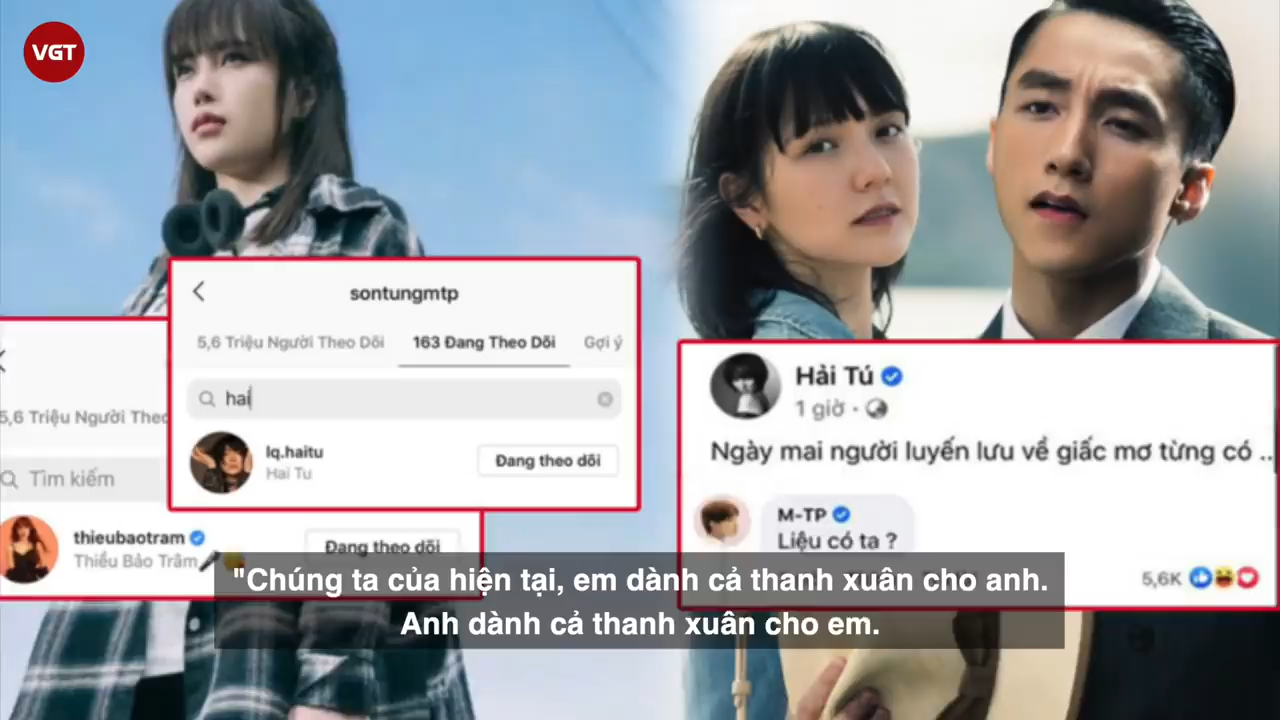 VGT
sontungmtp
5,6 Triệu Người Theo Dõi 163 Đang Theo Dõi Gợi ý
hai
lq.haitu
Hai Tu
Đang theo dõi
5,6 Triệu Người Theo
Tìm kiếm
thieubaotram
Thiều Bảo Trâm
Đang theo dõi
Hải Tú
1 giờ ·
Ngày mai người luyến lưu về giấc mơ từng có ...
M-TP
Liệu có ta ?
5,6K
"Chúng ta của hiện tại, em dành cả thanh xuân cho anh.
Anh dành cả thanh xuân cho em.